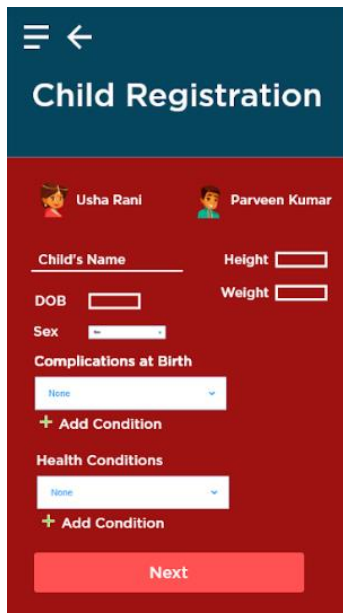 Child Registration
Usha Rani
Parveen Kumar
Child's Name
Height
DOB
Weight
Sex
Complications at Birth
None
+ Add Condition
Health Conditions
None
+ Add Condition
Next